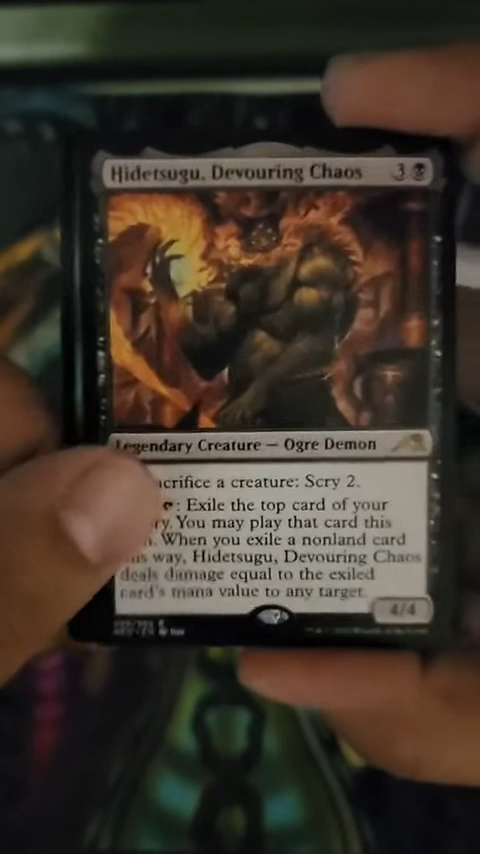 Hidetsugu, Devouring Chaos 3
Legendary Creature — Ogre Demon
acrifice a creature: Scry 2.
: Exile the top card of your
ry. You may play that card this
. When you exile a nonland card
is way, Hidetsugu, Devouring Chaos
deals damage equal to the exiled
card's mana value to any target.
4/4